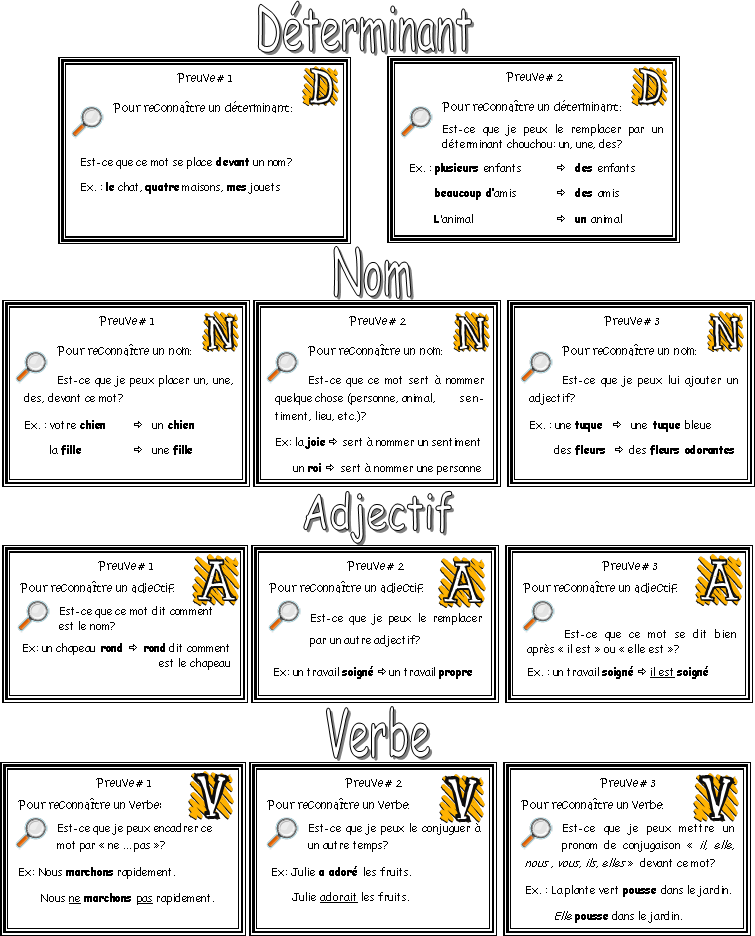 Déterminant
Preuve # 1
D
Pour reconnaître un déterminant:
Est-ce que ce mot se place devant un nom?
Ex. : le chat, quatre maisons, mes jouets
Preuve # 2
D
Pour reconnaître un déterminant:
Est-ce que je peux le remplacer par un
déterminant chouchou: un, une, des?
Ex. : plusieurs enfants ⇨ des enfants
beaucoup d'amis ⇨ des amis
L'animal ⇨ un animal
Nom
Preuve # 1
N
Pour reconnaître un nom:
Est-ce que je peux placer un, une,
des, devant ce mot?
Ex. : votre chien ⇨ un chien
la fille ⇨ une fille
Preuve # 2
N
Pour reconnaître un nom:
Est-ce que ce mot sert à nommer
quelque chose (personne, animal, sen-
timent, lieu, etc.)?
Ex: la joie ⇨ sert à nommer un sentiment
un roi ⇨ sert à nommer une personne
Preuve # 3
N
Pour reconnaître un nom:
Est-ce que je peux lui ajouter un
adjectif?
Ex. : une tuque ⇨ une tuque bleue
des fleurs ⇨ des fleurs odorantes
Adjectif
Preuve # 1
A
Pour reconnaître un adjectif:
Est-ce que ce mot dit comment
est le nom?
Ex: un chapeau rond ⇨ rond dit comment
est le chapeau
Preuve # 2
A
Pour reconnaître un adjectif:
Est-ce que je peux le remplacer
par un autre adjectif?
Ex: un travail soigné ⇨ un travail propre
Preuve # 3
A
Pour reconnaître un adjectif:
Est-ce que ce mot se dit bien
après « il est » ou « elle est »?
Ex. : un travail soigné ⇨ il est soigné
Verbe
Preuve # 1
V
Pour reconnaître un Verbe:
Est-ce que je peux encadrer ce
mot par « ne ... pas »?
Ex: Nous marchons rapidement.
Nous ne marchons pas rapidement.
Preuve # 2
V
Pour reconnaître un Verbe:
Est-ce que je peux le conjuguer à
un autre temps?
Ex: Julie a adoré les fruits.
Julie adorait les fruits.
Preuve # 3
V
Pour reconnaître un Verbe:
Est-ce que je peux mettre un
pronom de conjugaison « il, elle,
nous , vous, ils, elles » devant ce mot?
Ex. : La plante vert pousse dans le jardin.
Elle pousse dans le jardin.